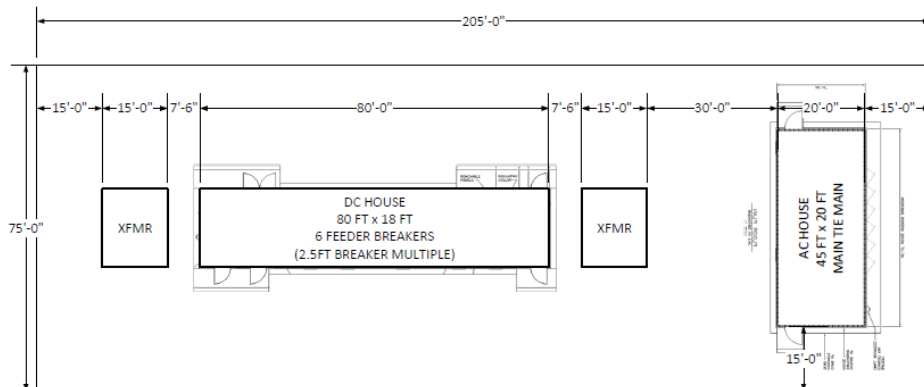 205'-0"
15'-0"
15'-0"
7'-6"
80'-0"
7'-6"
15'-0"
30'-0"
20'-0"
15'-0"
75'-0"
XFMR
DC HOUSE
80 FT x 18 FT
6 FEEDER BREAKERS
(2.5FT BREAKER MULTIPLE)
XFMR
AC HOUSE
45 FT x 20 FT
MAIN TIE MAIN
15'-0"
REMOVABLE
PANELS